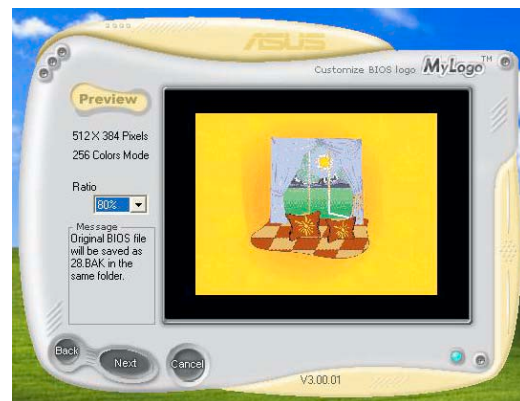 ASUS
Customize BIOS logo MyLogo™
Preview
512 X 384 Pixels
256 Colors Mode
Ratio
80%
Message
Original BIOS file
will be saved as
28.BAK in the
same folder.
Back
Next
Cancel
V3.00.01